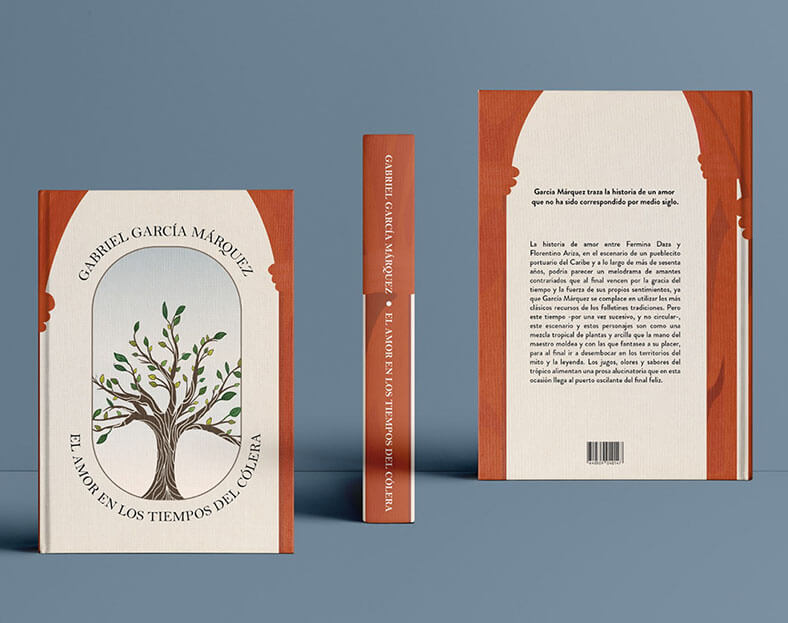 GABRIEL GARCÍA MÁRQUEZ
EL AMOR EN LOS TIEMPOS DEL CÓLERA
GABRIEL GARCÍA MÁRQUEZ • EL AMOR EN LOS TIEMPOS DEL CÓLERA
García Márquez traza la historia de un amor
que no ha sido correspondido por medio siglo.
La historia de amor entre Fermina Daza y
Florentino Ariza, en el escenario de un pueblecito
portuario del Caribe y a lo largo de más de sesenta
años, podría parecer un melodrama de amantes
contrariados que al final vencen por la gracia del
tiempo y la fuerza de sus propios sentimientos, ya
que García Márquez se complace en utilizar los más
clásicos recursos de los folletines tradiciones. Pero
este tiempo -por una vez sucesivo, y no circular-,
este escenario y estos personajes son como una
mezcla tropical de plantas y arcilla que la mano del
maestro moldea y con las que fantasea a su placer,
para al final ir a desembocar en los territorios del
mito y la leyenda. Los jugos, olores y sabores del
trópico alimentan una prosa alucinatoria que en esta
ocasión llega al puerto oscilante del final feliz.